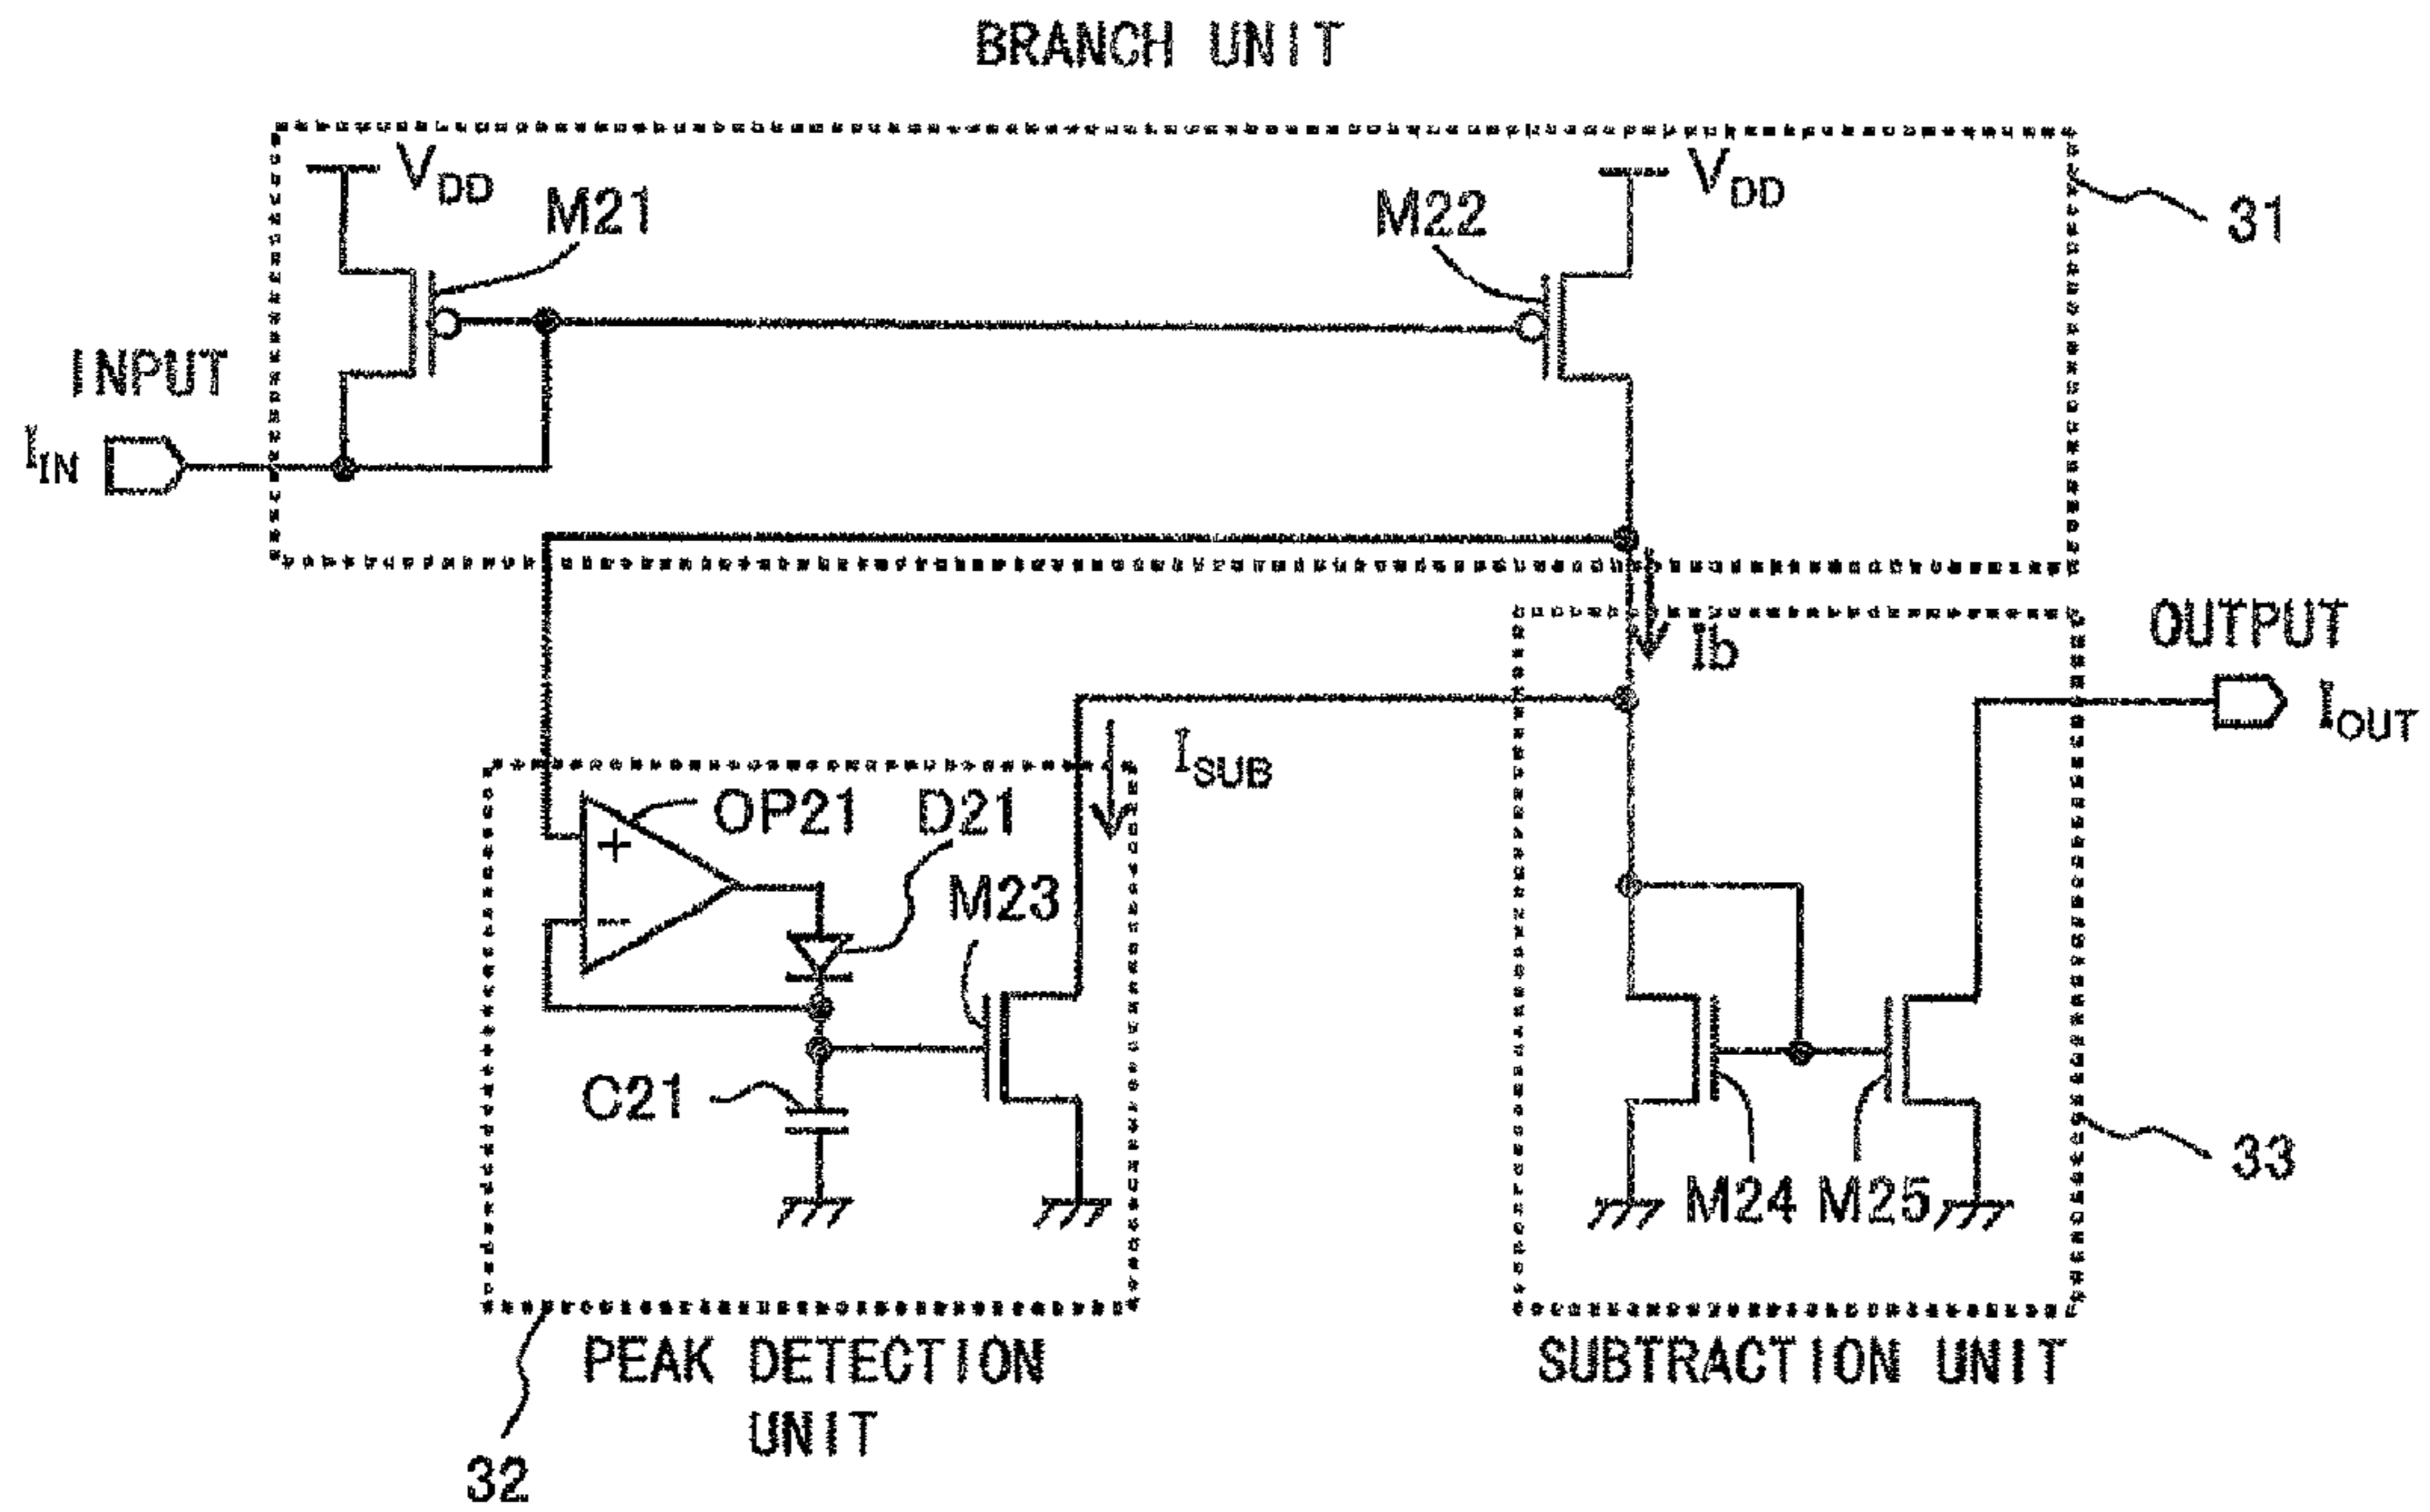 BRANCH UNIT
VDD
VDD
M21
M22
31
INPUT
IIN
Ib
OUTPUT
IOUT
ISUB
OP21
D21
+
M23
−
C21
M24
M25
33
PEAK DETECTION
UNIT
SUBTRACTION UNIT
32